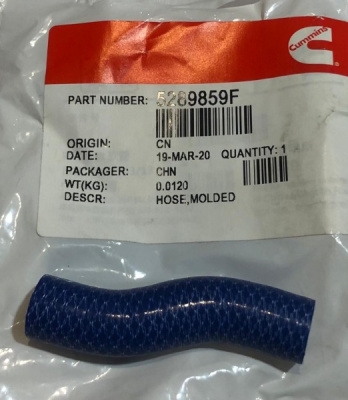 Cummins
PART NUMBER: 5289859F
ORIGIN: CN
DATE: 19-MAR-20 QUANTITY: 1
PACKAGER: CHN
WT(KG): 0.0120
DESCR: HOSE,MOLDED